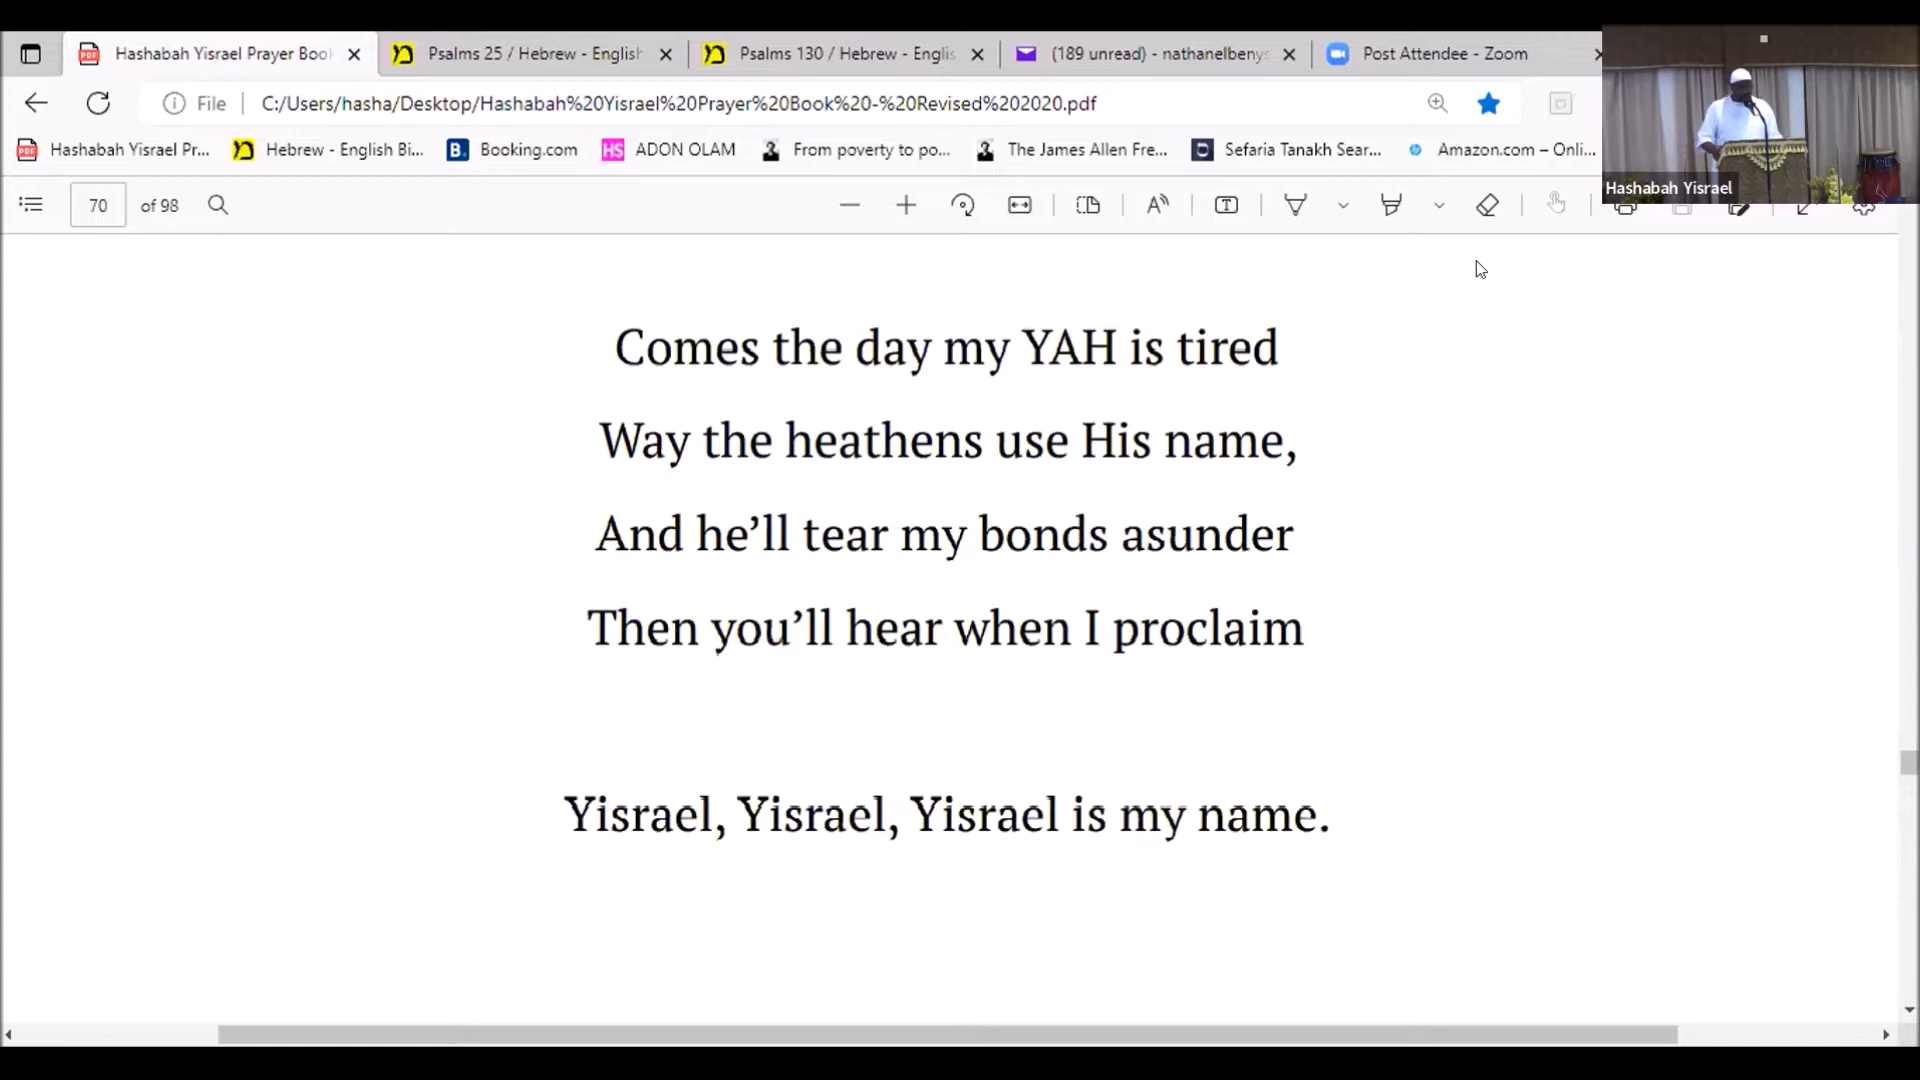 Hashabah Yisrael Prayer Boo
Psalms 25 / Hebrew - English
Psalms 130 / Hebrew - Englis
(189 unread) - nathanelbenys
Post Attendee - Zoom
File
C:/Users/hasha/Desktop/Hashabah%20Yisrael%20Prayer%20Book%20-%20Revised%202020.pdf
Hashabah Yisrael Pr...
Hebrew - English Bi...
B.
Booking.com
HS
ADON OLAM
From poverty to po...
The James Allen Fre...
Sefaria Tanakh Sear...
Amazon.com – Onli...
Hashabah Yisrael
70
of 98
Comes the day my YAH is tired
Way the heathens use His name,
And he’ll tear my bonds asunder
Then you’ll hear when I proclaim
Yisrael, Yisrael, Yisrael is my name.